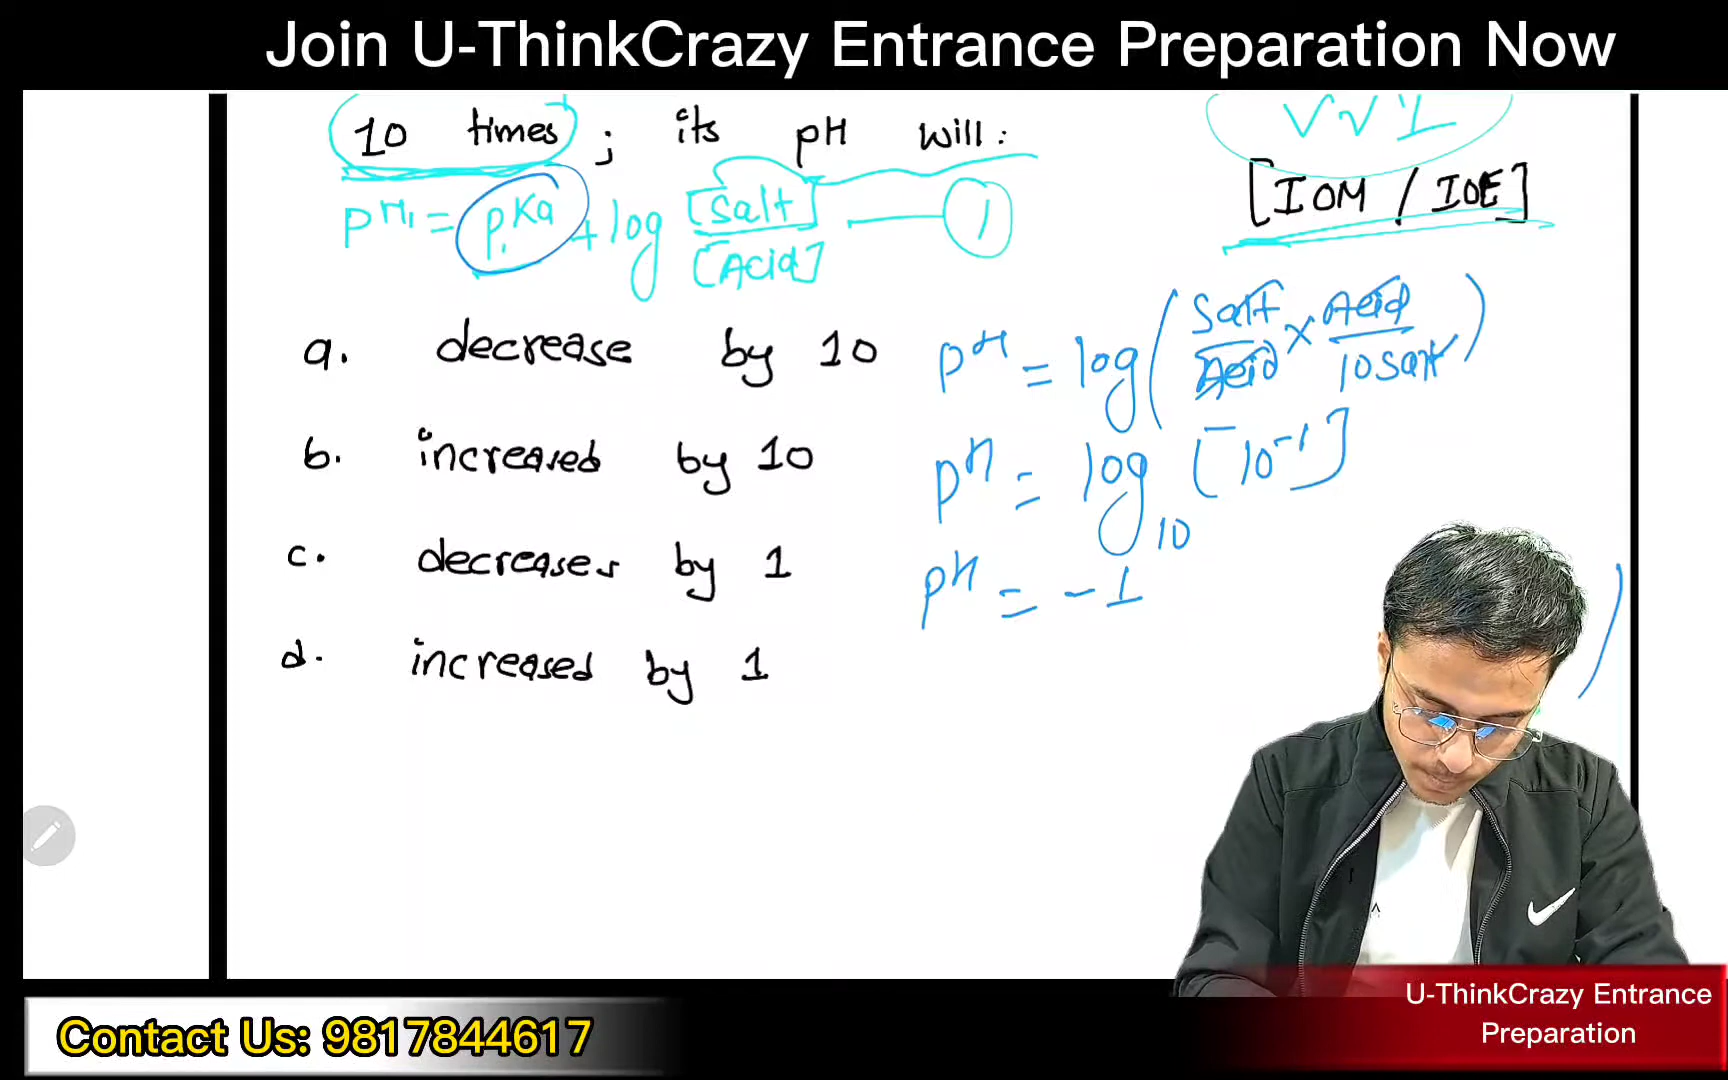 Join U-ThinkCrazy Entrance Preparation Now
10 times ; its pH will :
VVI
[IOM / IOE]
pH₁ = pKa + log [Salt]/[Acid] —— 1
a. decrease by 10
pH = log (Salt/Acid × Acid/10 Salt)
b. increased by 10
pH = log₁₀ [10⁻¹]
c. decreases by 1
pH = -1
d. increased by 1
)
U-ThinkCrazy Entrance
Preparation
Contact Us: 9817844617